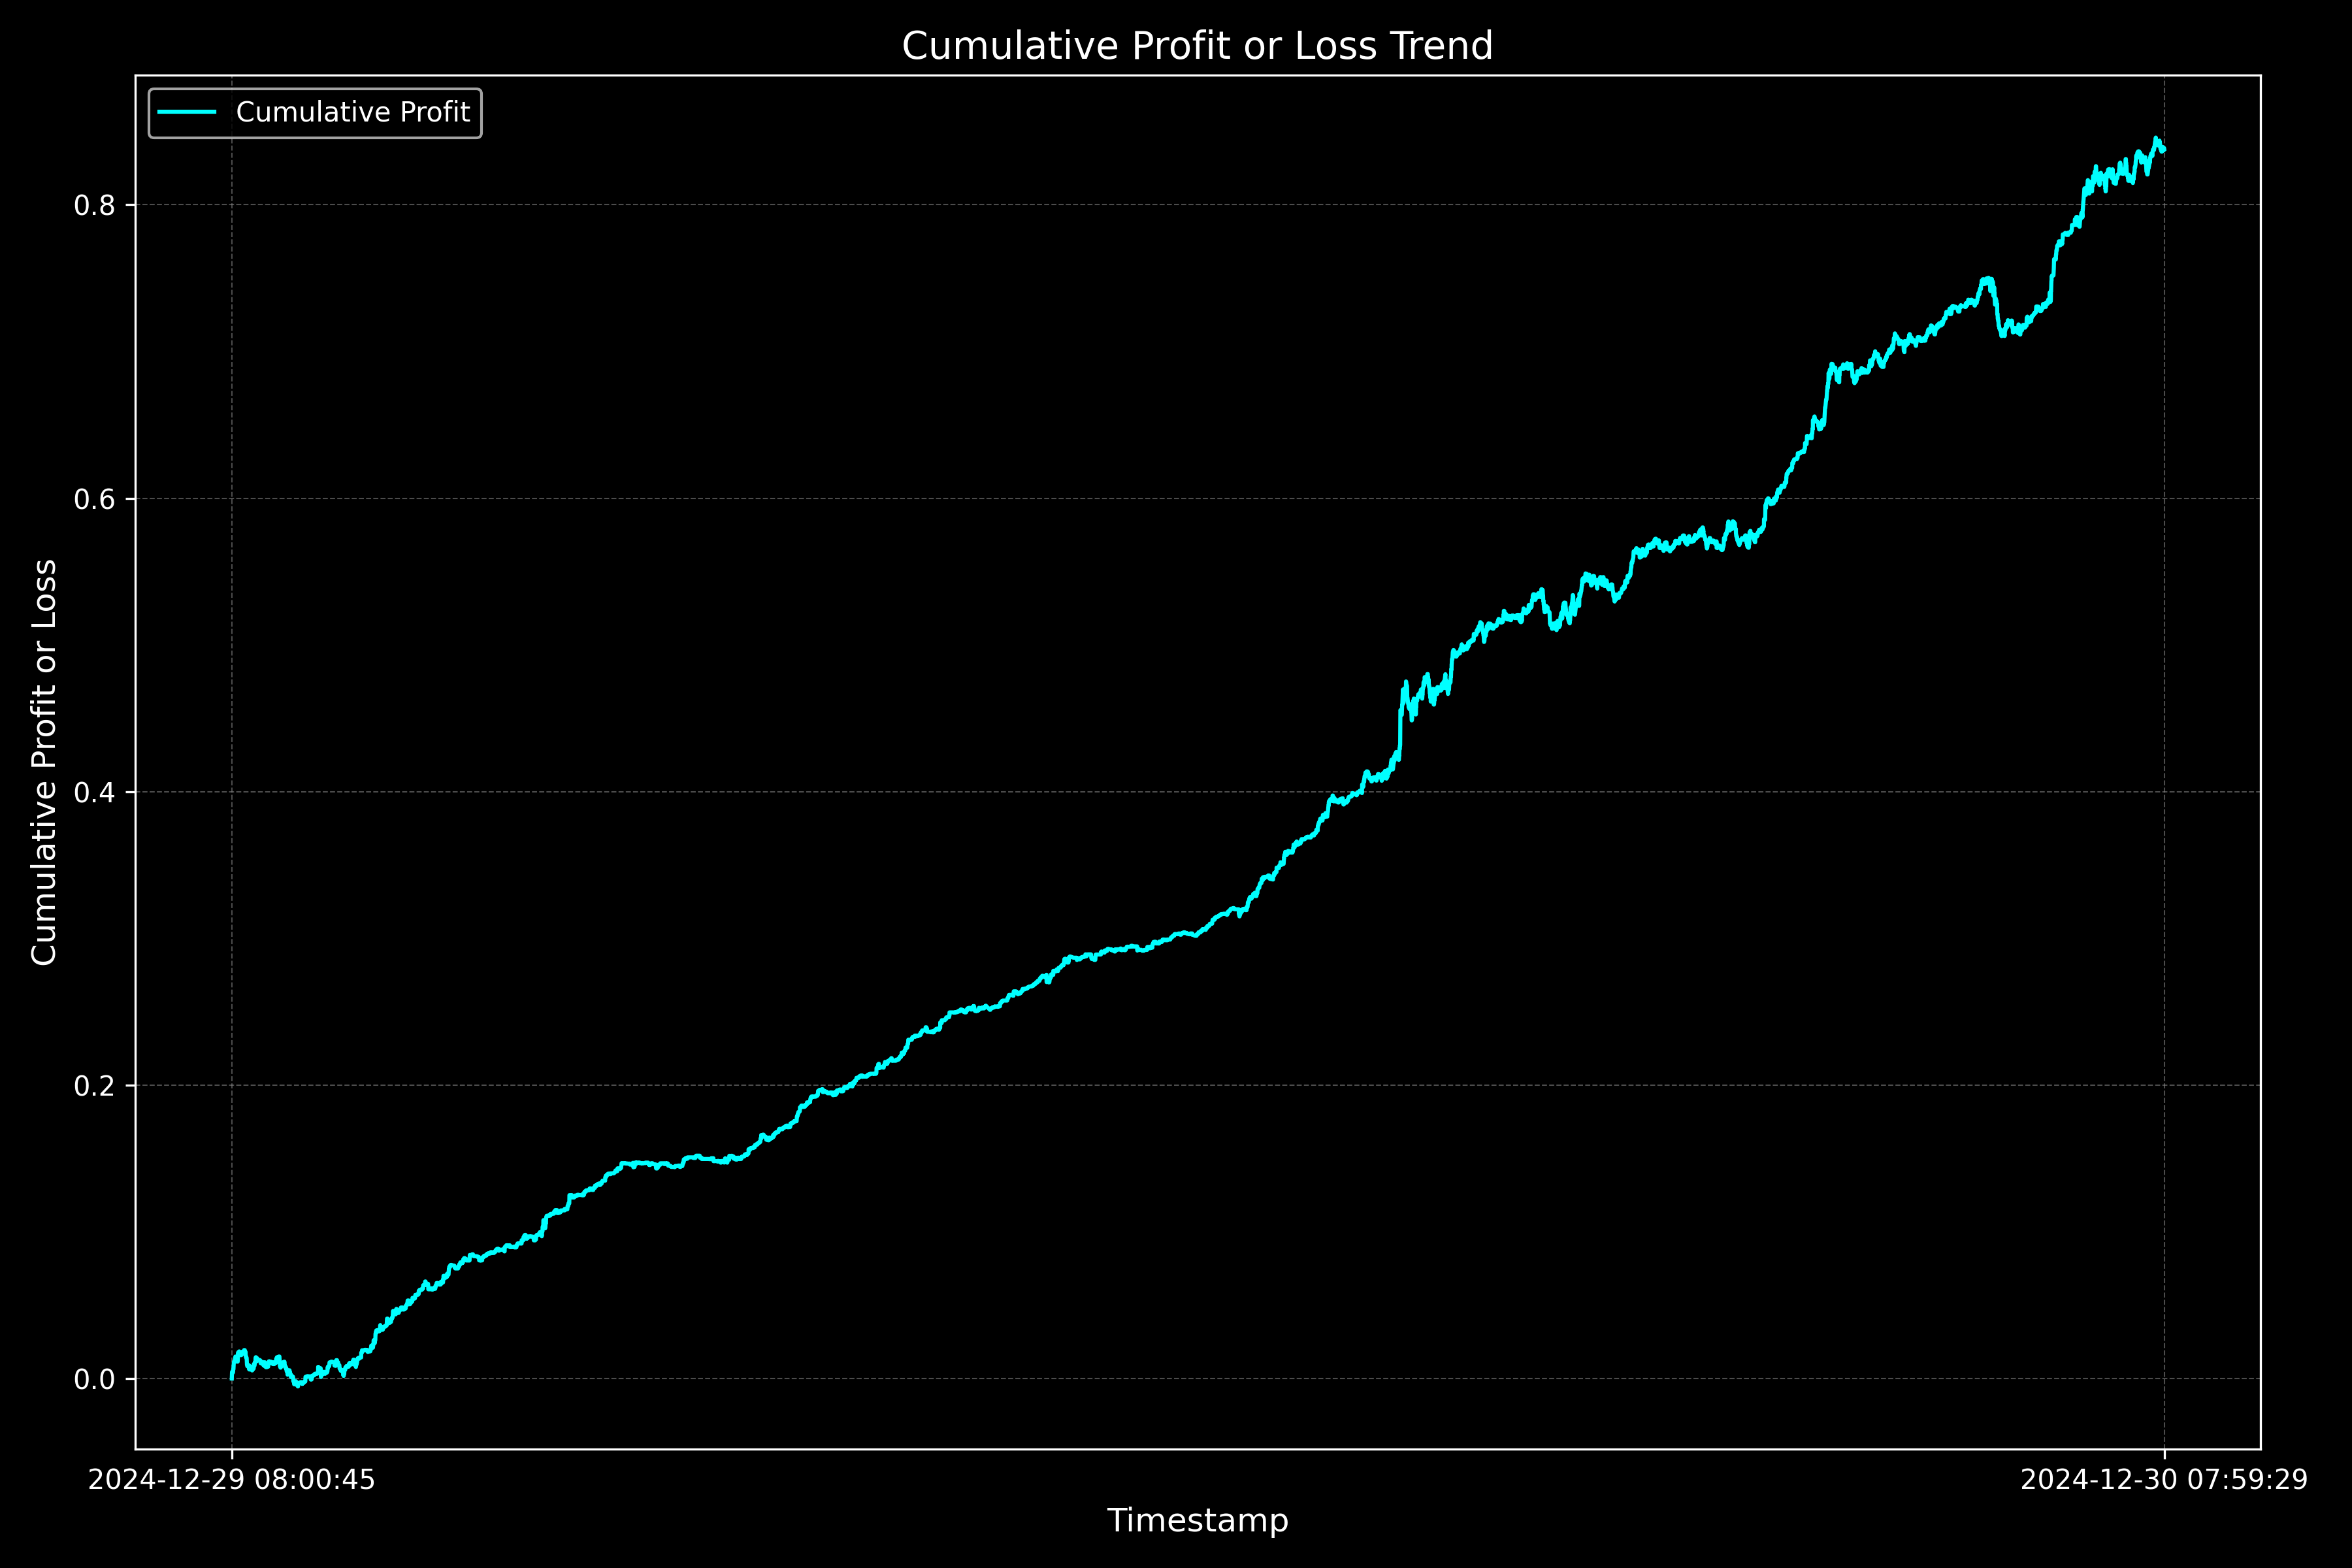 Cumulative Profit or Loss Trend
Cumulative Profit
Cumulative Profit or Loss
0.8
0.6
0.4
0.2
0.0
2024-12-29 08:00:45
2024-12-30 07:59:29
Timestamp